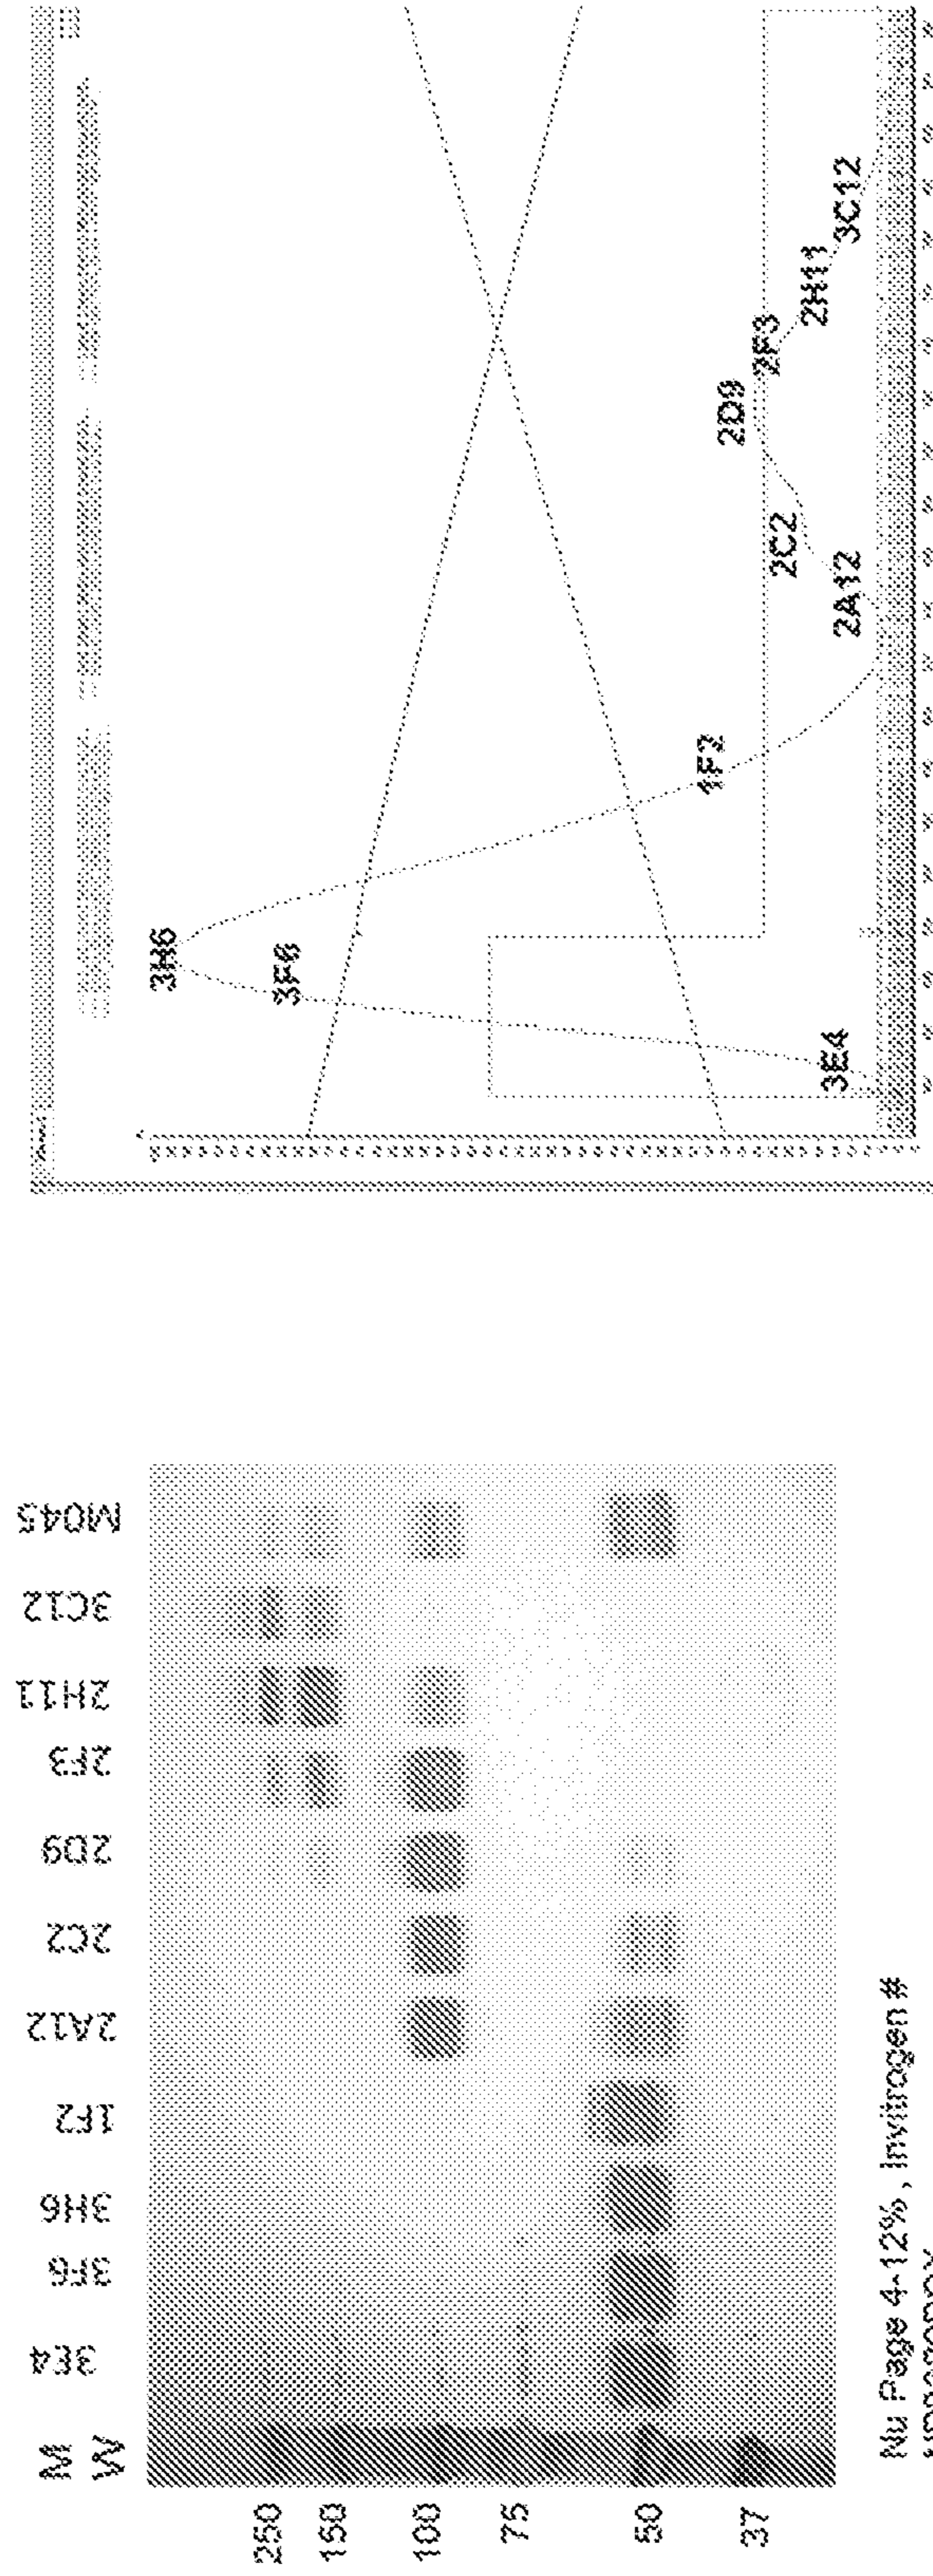 M
W
3E4
3F6
3H6
1F2
2A12
2C2
2D9
2F3
2H11
3C12
M045
250
150
100
75
50
37
Nu Page 4-12%, Invitrogen #
3H6
3F6
3E4
1F2
2A12
2C2
2D9
2F3
2H11
3C12